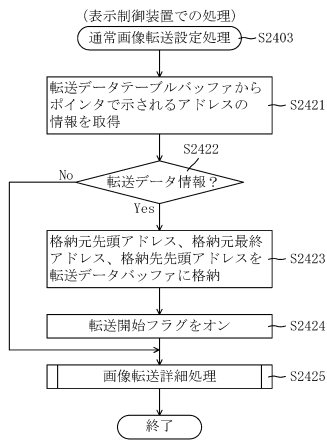 (表示制御装置での処理)
通常画像転送設定処理
S2403
転送データテーブルバッファから
ポインタで示されるアドレスの
情報を取得
S2421
S2422
転送データ情報?
No
Yes
格納元先頭アドレス、格納元最終
アドレス、格納先先頭アドレスを
転送データバッファに格納
S2423
転送開始フラグをオン
S2424
画像転送詳細処理
S2425
終了